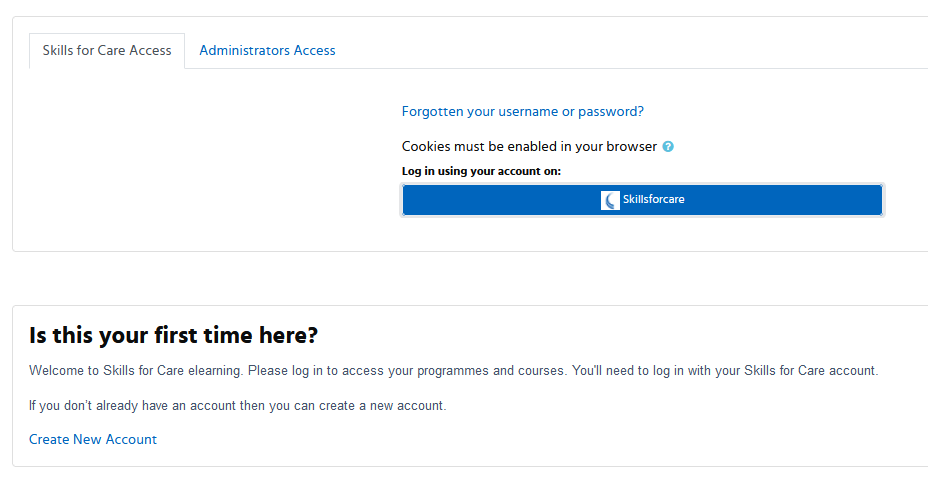 Skills for Care Access
Administrators Access
Forgotten your username or password?
Cookies must be enabled in your browser ?
Log in using your account on:
Skillsforcare
Is this your first time here?
Welcome to Skills for Care elearning. Please log in to access your programmes and courses. You'll need to log in with your Skills for Care account.
If you don't already have an account then you can create a new account.
Create New Account